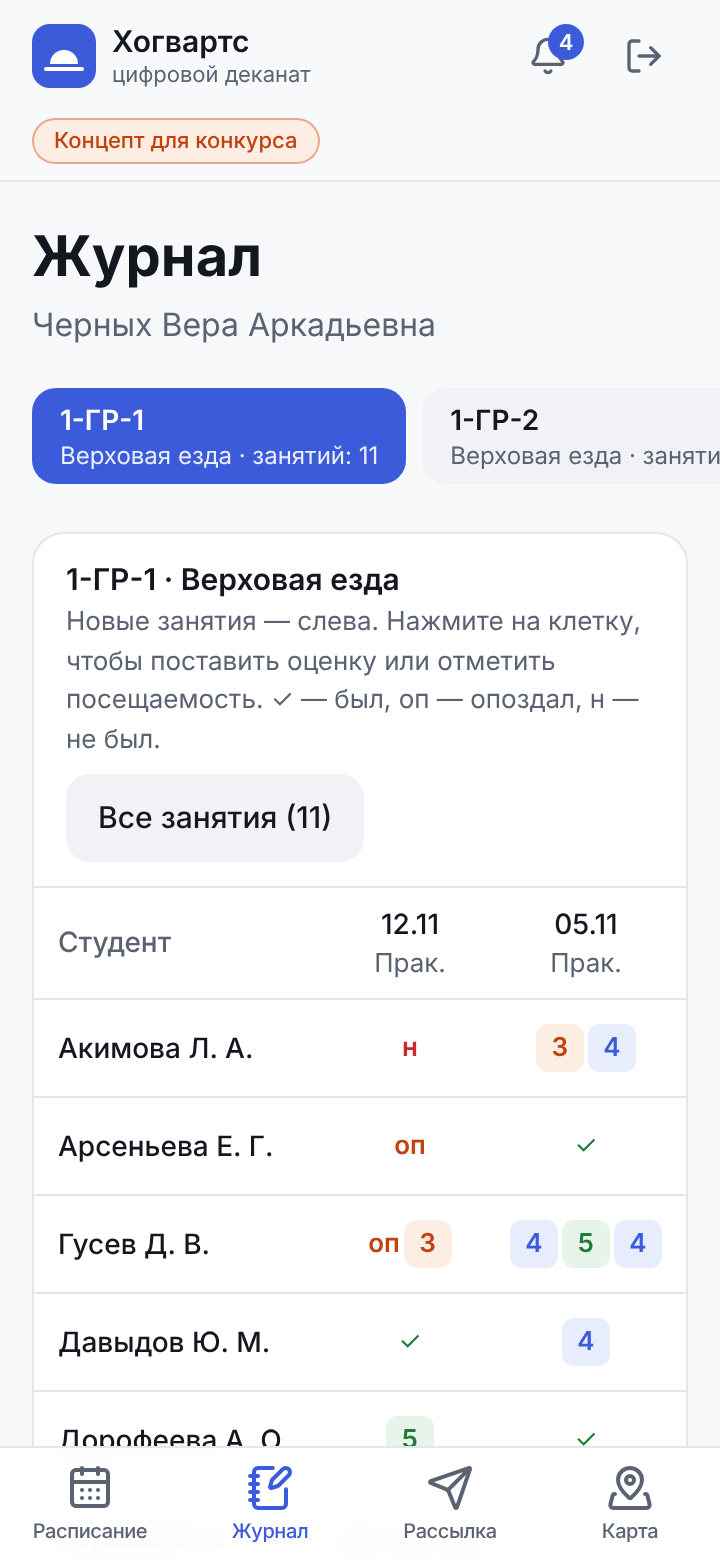 Хогвартс
цифровой деканат
4
Концепт для конкурса
Журнал
Черных Вера Аркадьевна
1-ГР-1
Верховая езда · занятий: 11
1-ГР-2
Верховая езда · заняти
1-ГР-1 · Верховая езда
Новые занятия — слева. Нажмите на клетку,
чтобы поставить оценку или отметить
посещаемость. ✓ — был, оп — опоздал, н —
не был.
Все занятия (11)
Студент 12.11 Прак. 05.11 Прак.
Акимова Л. А. н 3 4
Арсеньева Е. Г. оп ✓
Гусев Д. В. оп 3 4 5 4
Давыдов Ю. М. ✓ 4
Дорофеева А. О. 5 ✓
Расписание Журнал Рассылка Карта